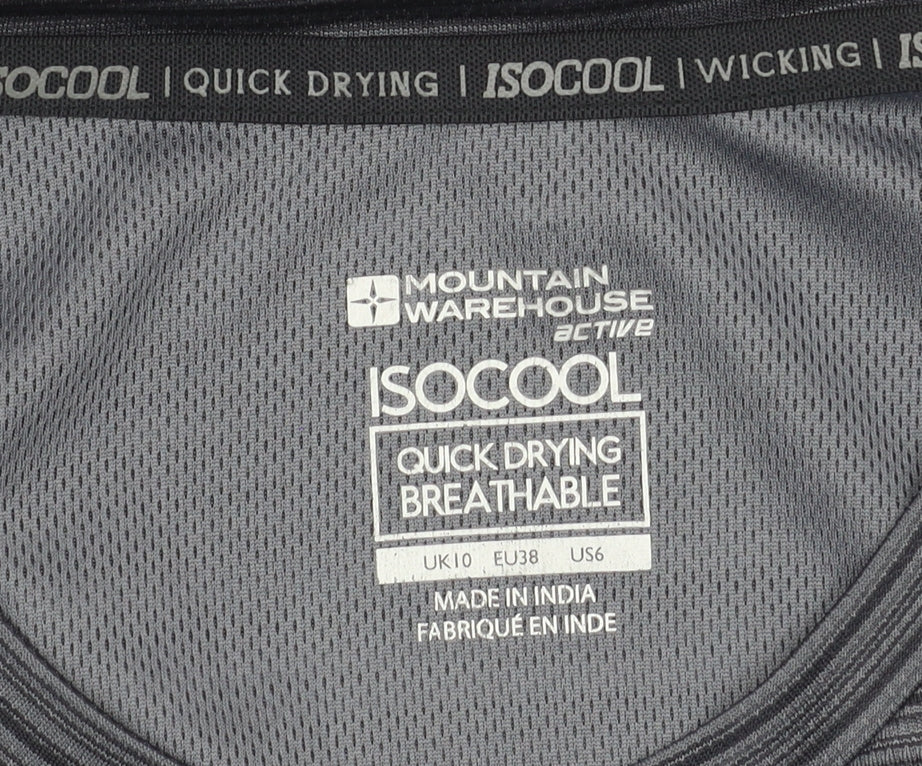 ISOCOOL | QUICK DRYING | ISOCOOL | WICKING |
MOUNTAIN
WAREHOUSE
active
ISOCOOL
QUICK DRYING
BREATHABLE
UK10 EU38 US6
MADE IN INDIA
FABRIQUÉ EN INDE